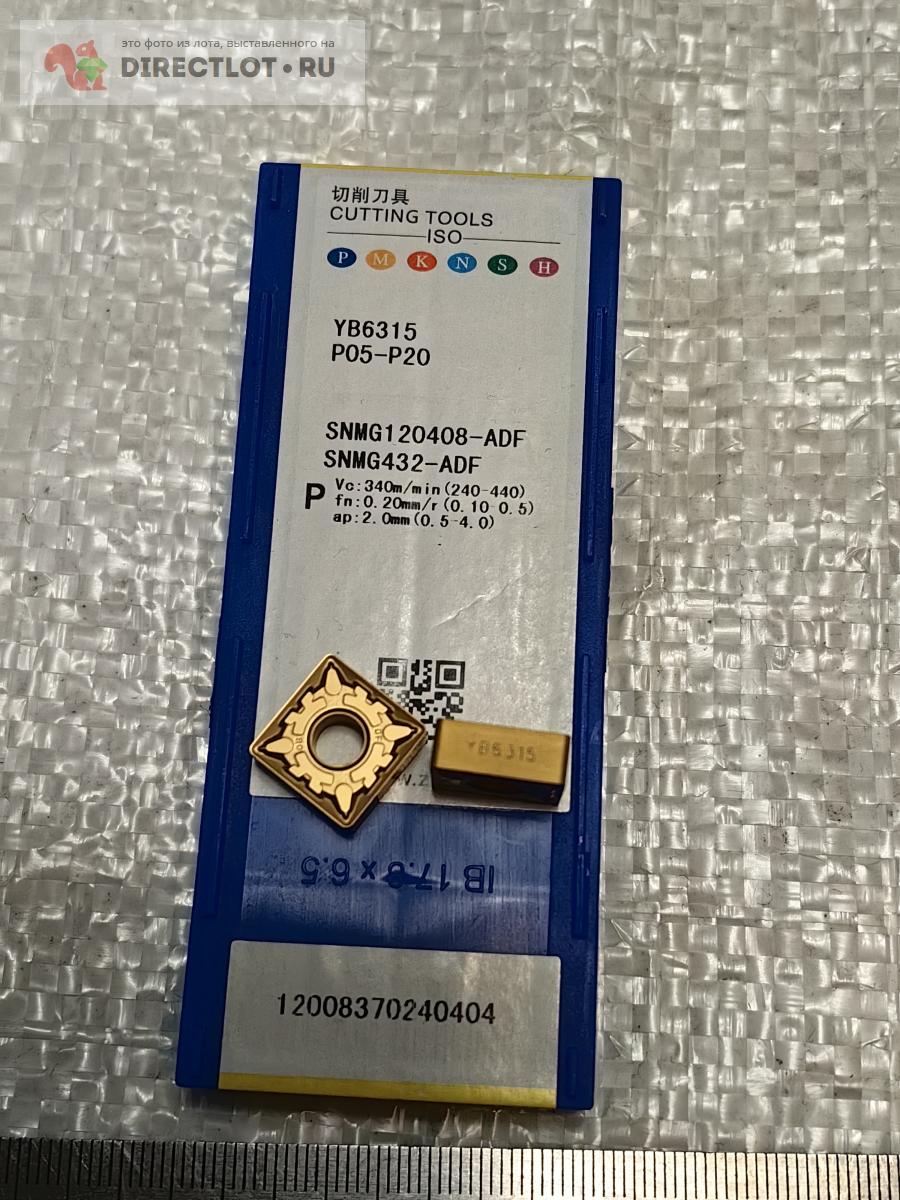 это фото из лота, выставленного на
DIRECTLOT.RU
切削刀具
CUTTING TOOLS
ISO
P M K N S H
YB6315
P05-P20
SNMG120408-ADF
SNMG432-ADF
P
Vc:340m/min(240-440)
fn:0.20mm/r(0.10-0.5)
ap:2.0mm(0.5-4.0)
YB6315
IB 17.8 x 6.5
12008370240404